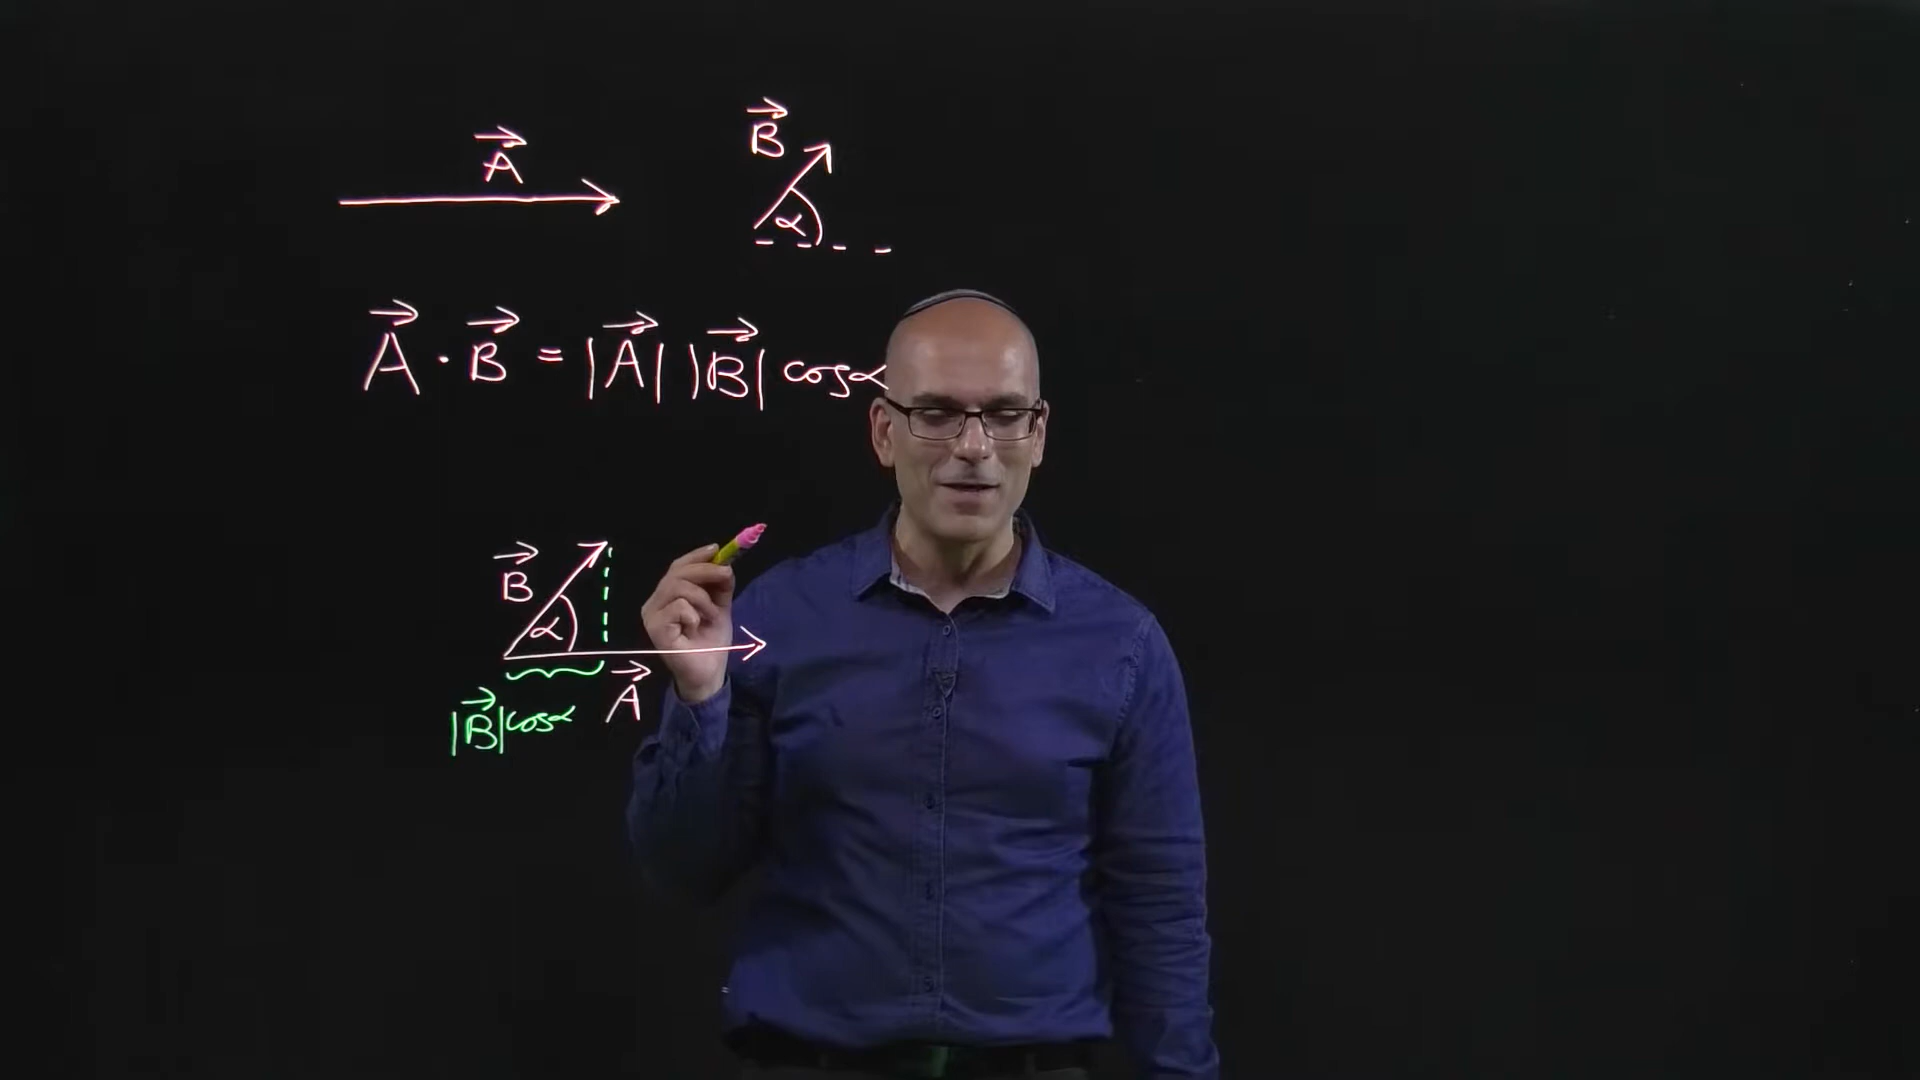 A⃗
B⃗
α
A⃗ · B⃗ = |A⃗| |B⃗| cosα
B⃗
α
A⃗
|B⃗| cosα